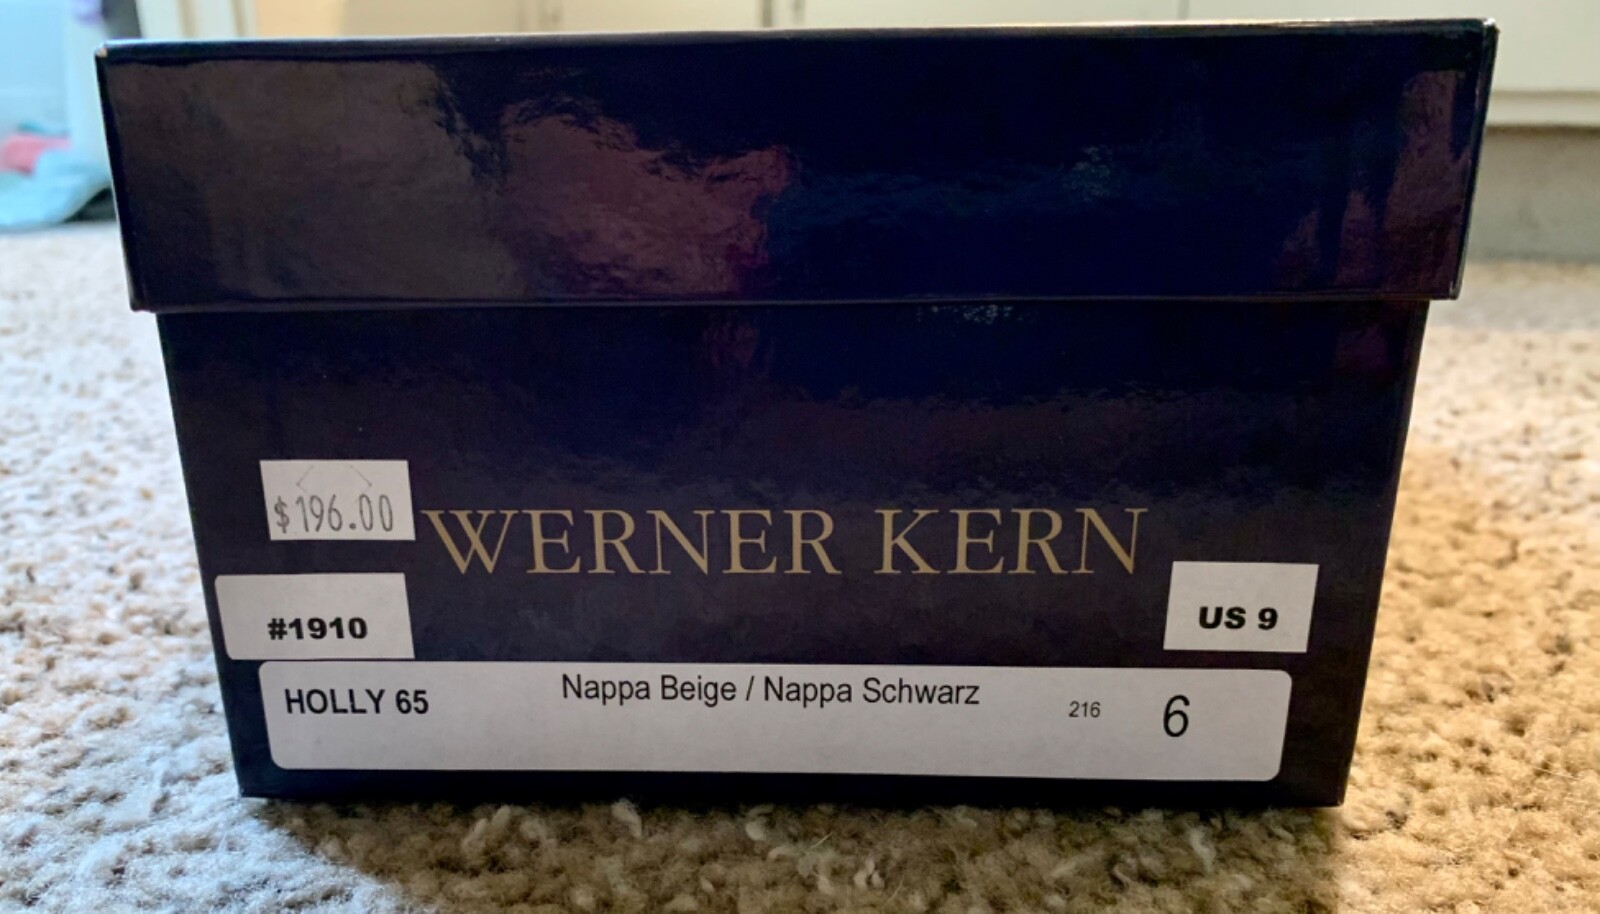 $196.00
WERNER KERN
#1910
US 9
HOLLY 65
Nappa Beige / Nappa Schwarz
216
6